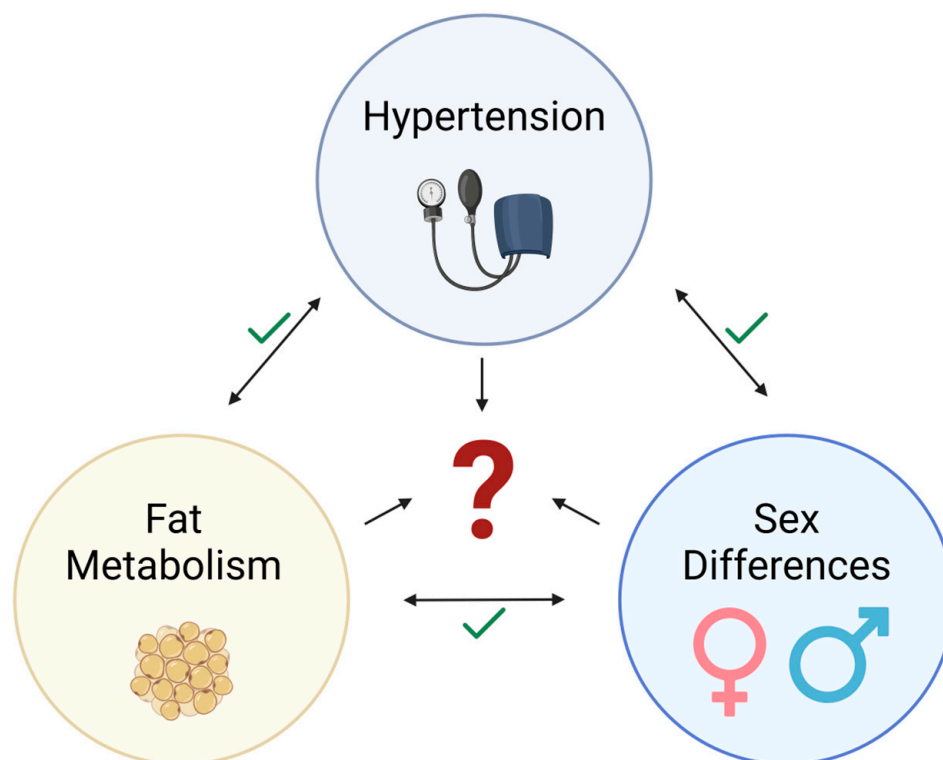 Hypertension
?
Fat
Metabolism
Sex
Differences